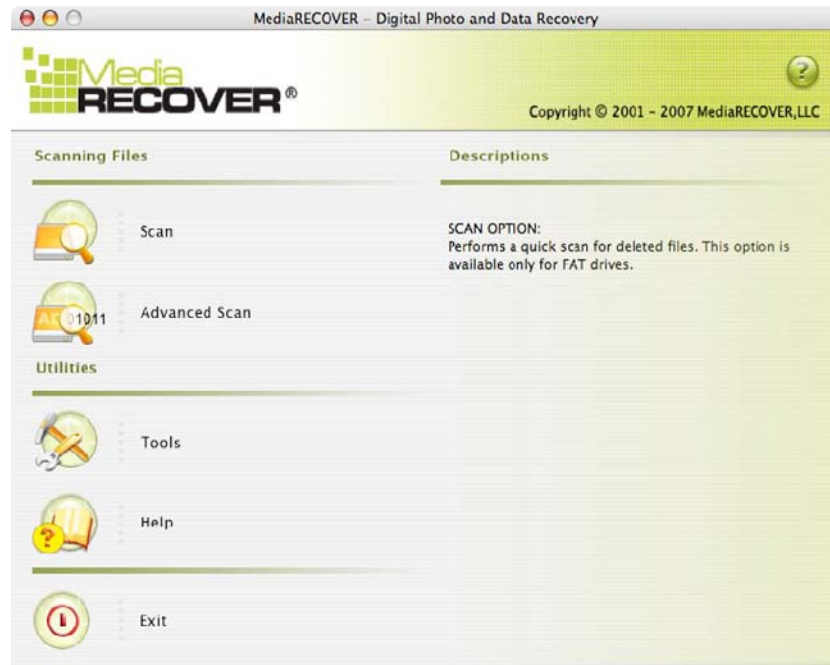 MediaRECOVER – Digital Photo and Data Recovery
Media
RECOVER®
?
Copyright © 2001 – 2007 MediaRECOVER,LLC
Scanning Files
Scan
Advanced Scan
Utilities
Tools
?
Help
Exit
Descriptions
SCAN OPTION:
Performs a quick scan for deleted files. This option is
available only for FAT drives.